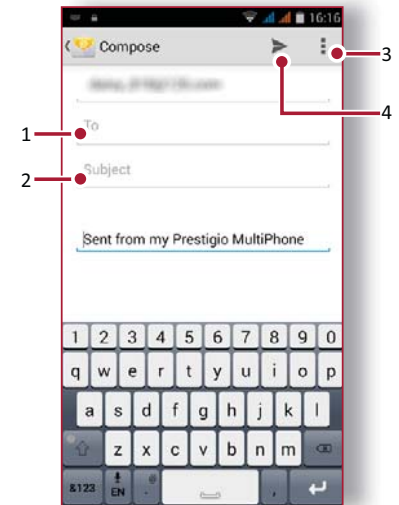 16:16
Compose
3
4
1
To
2
Subject
Sent from my Prestigio MultiPhone
1 2 3 4 5 6 7 8 9 0
q w e r t y u i o p
a s d f g h j k l
z x c v b n m
&123 EN . @ ,